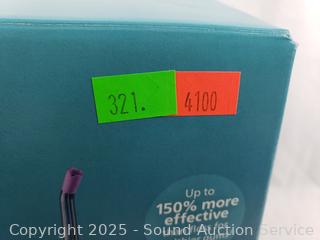 321.
4100
Up to
150% more
effective
Copyright 2025 - Sound Auction Service